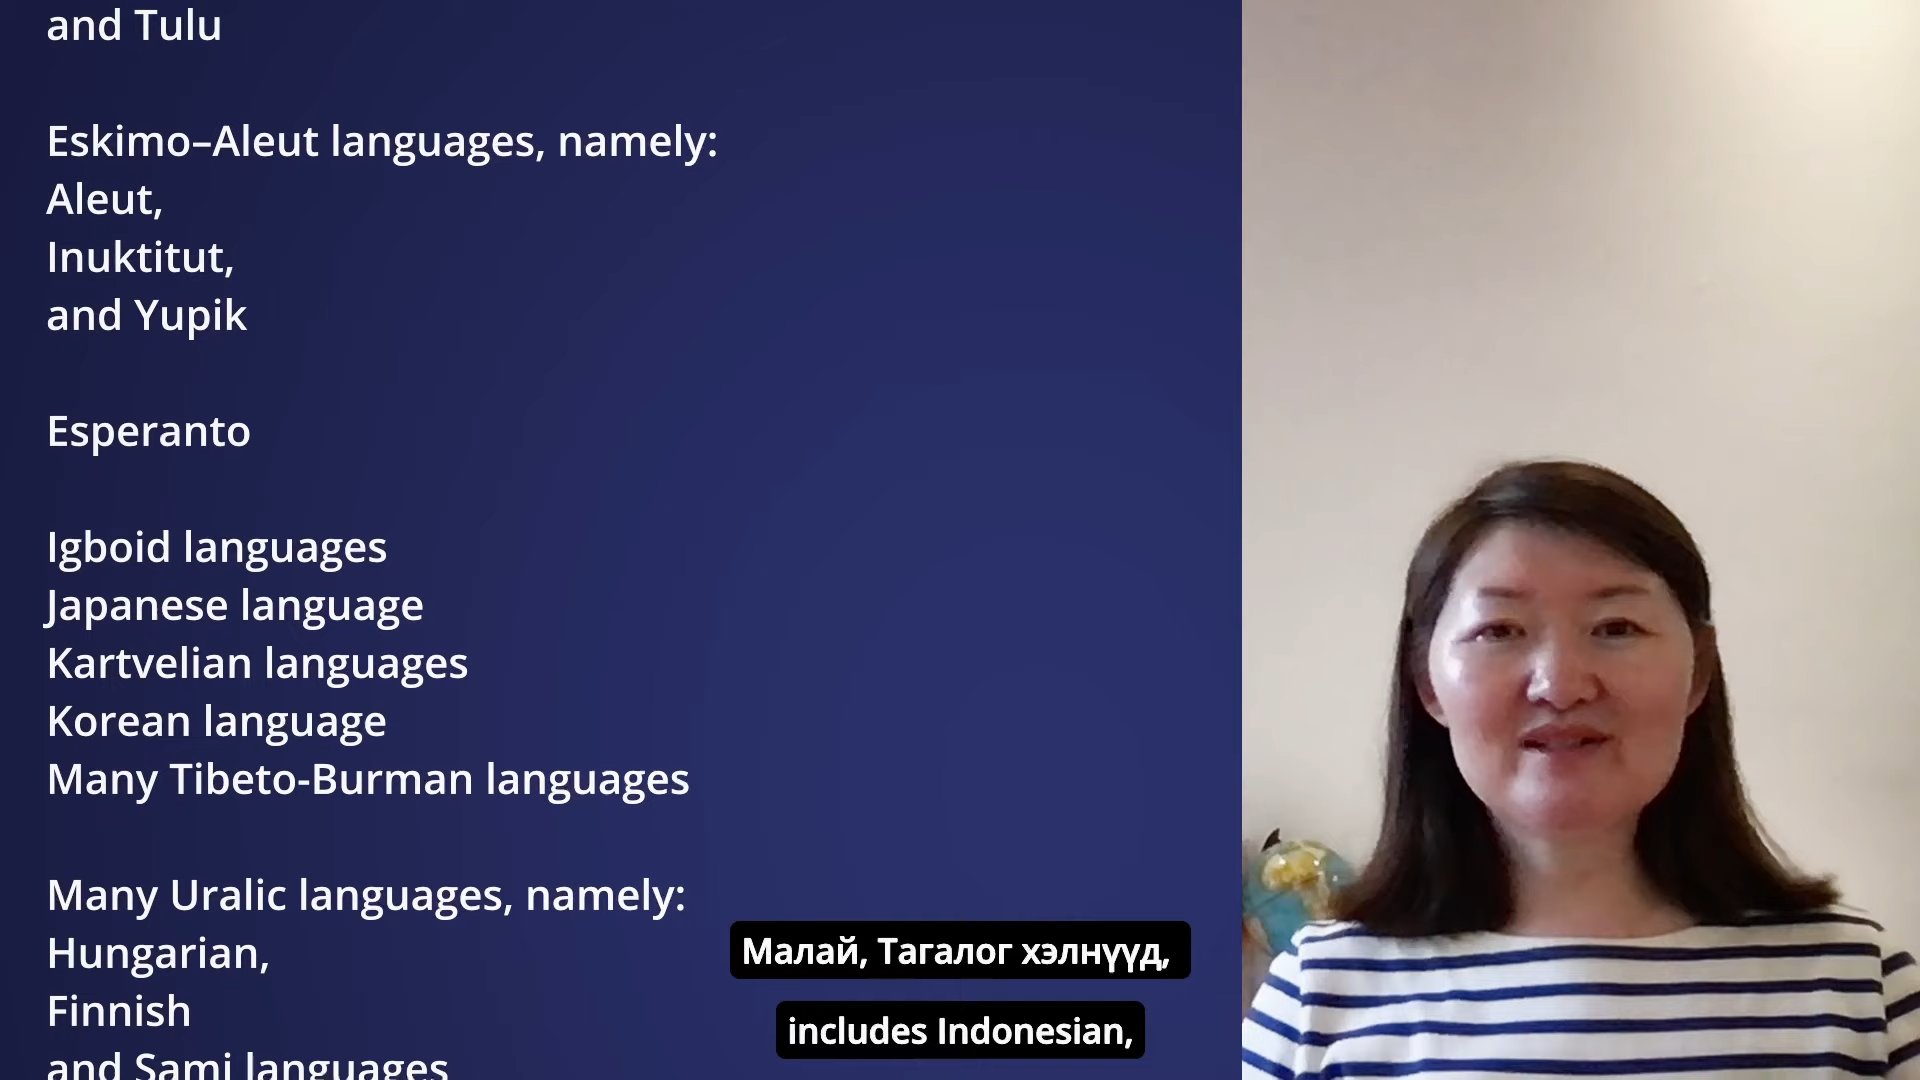 and Tulu
Eskimo–Aleut languages, namely:
Aleut,
Inuktitut,
and Yupik
Esperanto
Igboid languages
Japanese language
Kartvelian languages
Korean language
Many Tibeto-Burman languages
Many Uralic languages, namely:
Hungarian,
Finnish
and Sami languages
Малай, Тагалог хэлнүүд,
includes Indonesian,